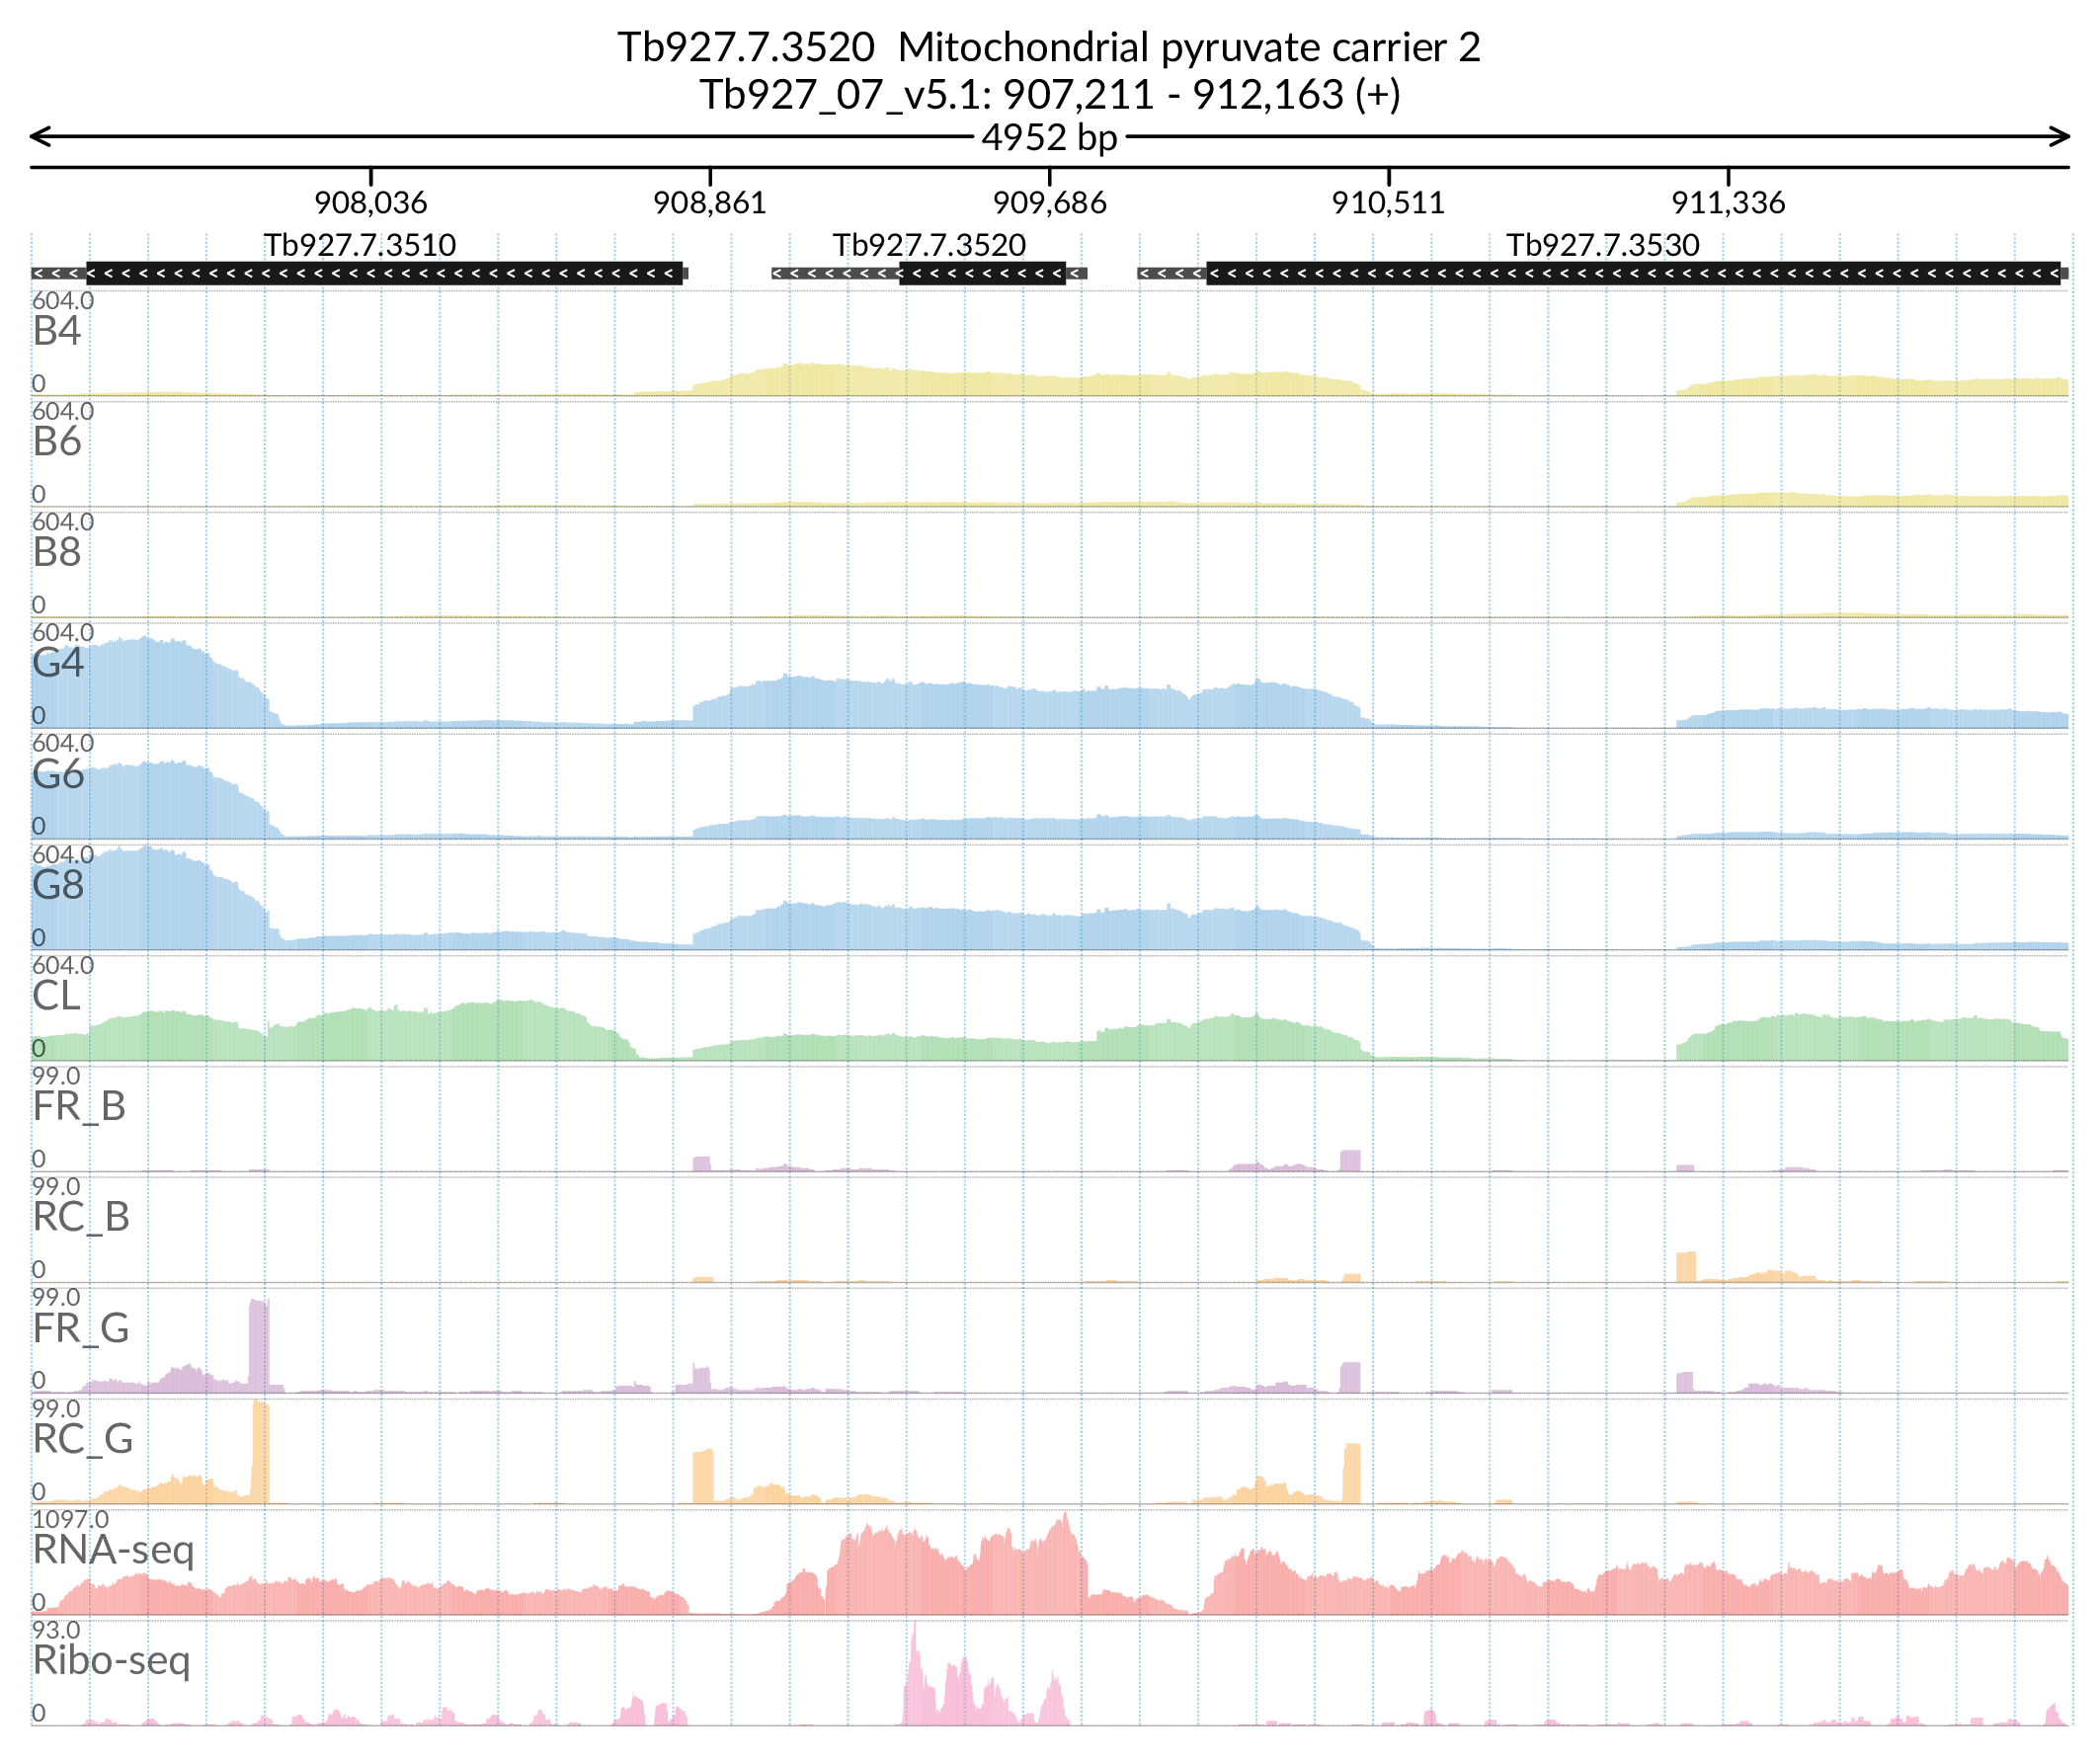 Tb927.7.3520 Mitochondrial pyruvate carrier 2
Tb927_07_v5.1: 907,211 - 912,163 (+)
4952 bp
908,036 908,861 909,686 910,511 911,336
Tb927.7.3510 Tb927.7.3520 Tb927.7.3530
604.0
B4
0
604.0
B6
0
604.0
B8
0
604.0
G4
0
604.0
G6
0
604.0
G8
0
604.0
CL
0
99.0
FR_B
0
99.0
RC_B
0
99.0
FR_G
0
99.0
RC_G
0
1097.0
RNA-seq
0
93.0
Ribo-seq
0